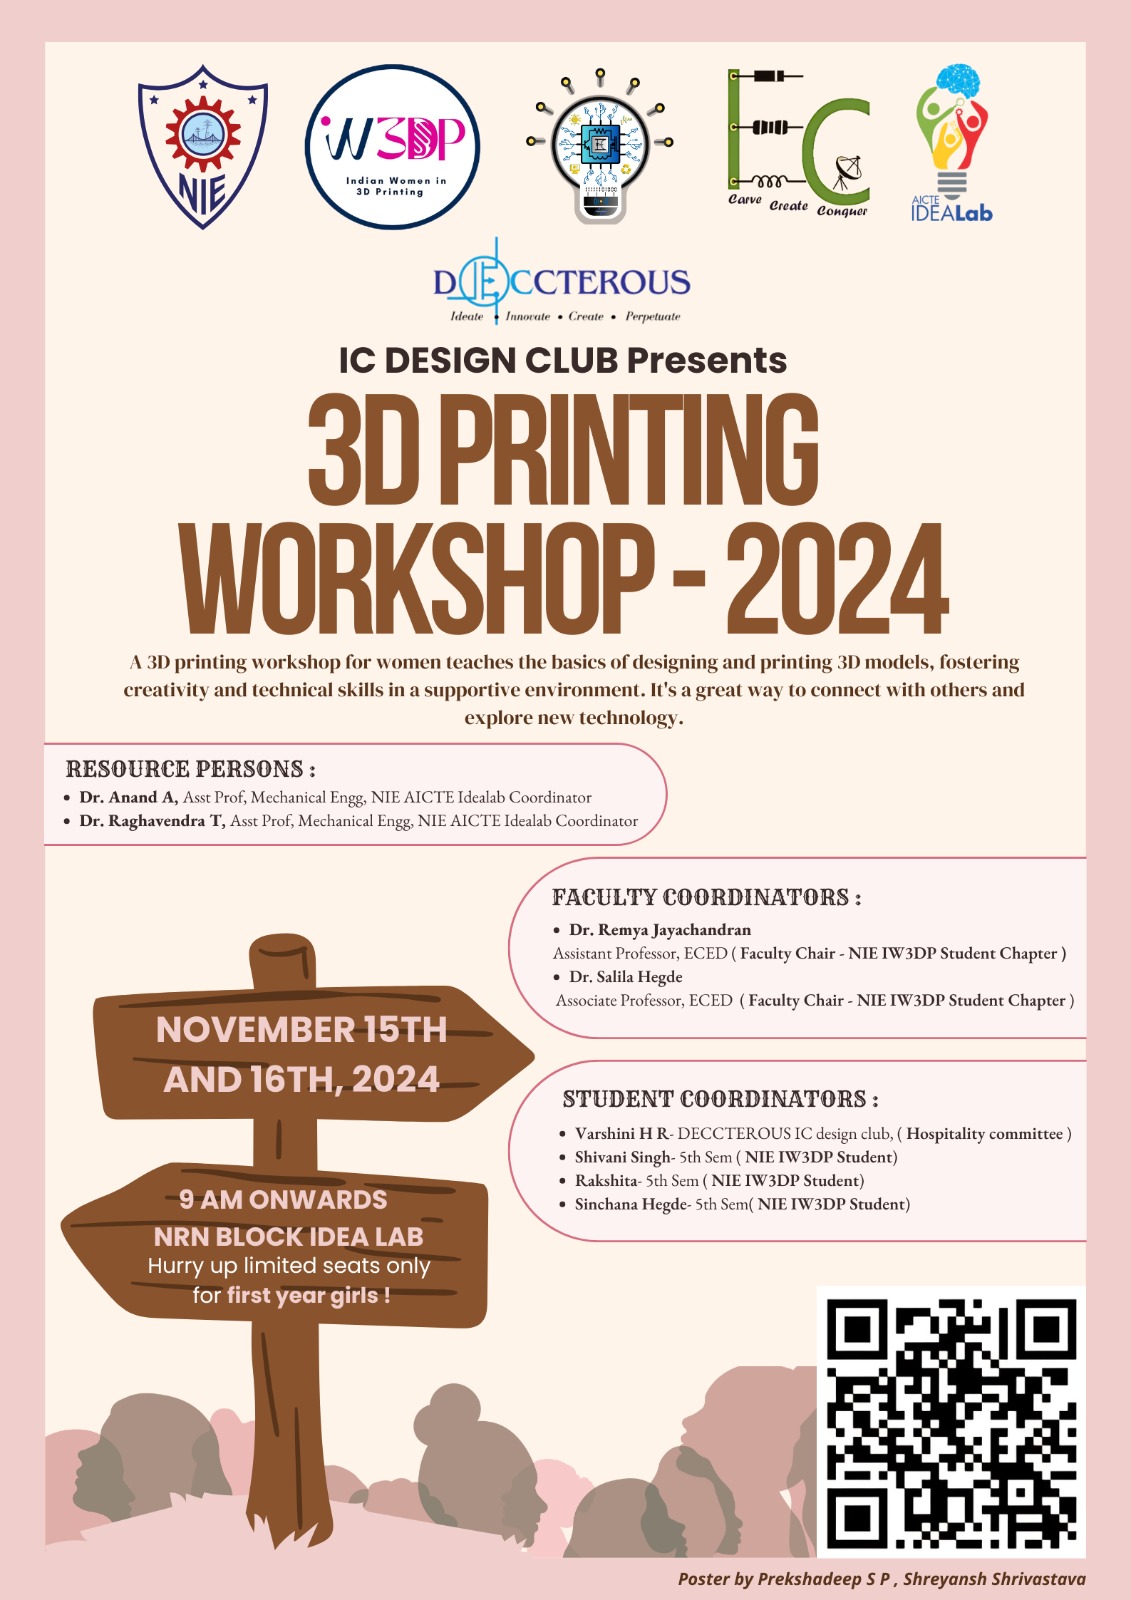 NIE
iW3DP
Indian Women in
3D Printing
EC
Carve Create Conquer
AICTE
IDEALab
DECCTEROUS
Ideate • Innovate • Create • Perpetuate
IC DESIGN CLUB Presents
3D PRINTING
WORKSHOP - 2024
A 3D printing workshop for women teaches the basics of designing and printing 3D models, fostering
creativity and technical skills in a supportive environment. It's a great way to connect with others and
explore new technology.
RESOURCE PERSONS :
• Dr. Anand A, Asst Prof, Mechanical Engg, NIE AICTE Idealab Coordinator
• Dr. Raghavendra T, Asst Prof, Mechanical Engg, NIE AICTE Idealab Coordinator
FACULTY COORDINATORS :
• Dr. Remya Jayachandran
Assistant Professor, ECED ( Faculty Chair - NIE IW3DP Student Chapter )
• Dr. Salila Hegde
Associate Professor, ECED ( Faculty Chair - NIE IW3DP Student Chapter )
NOVEMBER 15TH
AND 16TH, 2024
STUDENT COORDINATORS :
• Varshini H R- DECCTEROUS IC design club, ( Hospitality committee )
• Shivani Singh- 5th Sem ( NIE IW3DP Student)
• Rakshita- 5th Sem ( NIE IW3DP Student)
• Sinchana Hegde- 5th Sem( NIE IW3DP Student)
9 AM ONWARDS
NRN BLOCK IDEA LAB
Hurry up limited seats only
for first year girls !
Poster by Prekshadeep S P , Shreyansh Shrivastava